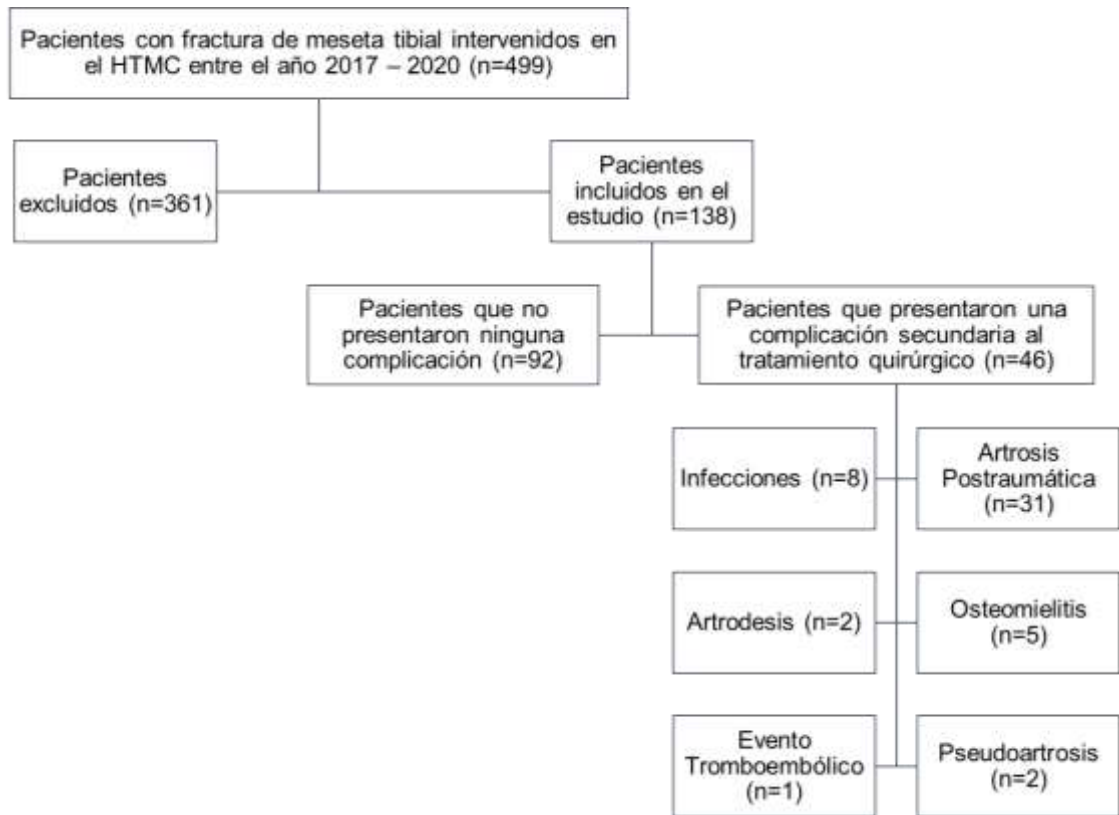 Pacientes con fractura de meseta tibial intervenidos en
el HTMC entre el año 2017 – 2020 (n=499)
Pacientes
excluidos (n=361)
Pacientes
incluidos en el
estudio (n=138)
Pacientes que no
presentaron ninguna
complicación (n=92)
Pacientes que presentaron una
complicación secundaria al
tratamiento quirúrgico (n=46)
Infecciones (n=8)
Artrosis
Postraumática
(n=31)
Artrodesis (n=2)
Osteomielitis
(n=5)
Evento
Tromboembólico
(n=1)
Pseudoartrosis
(n=2)